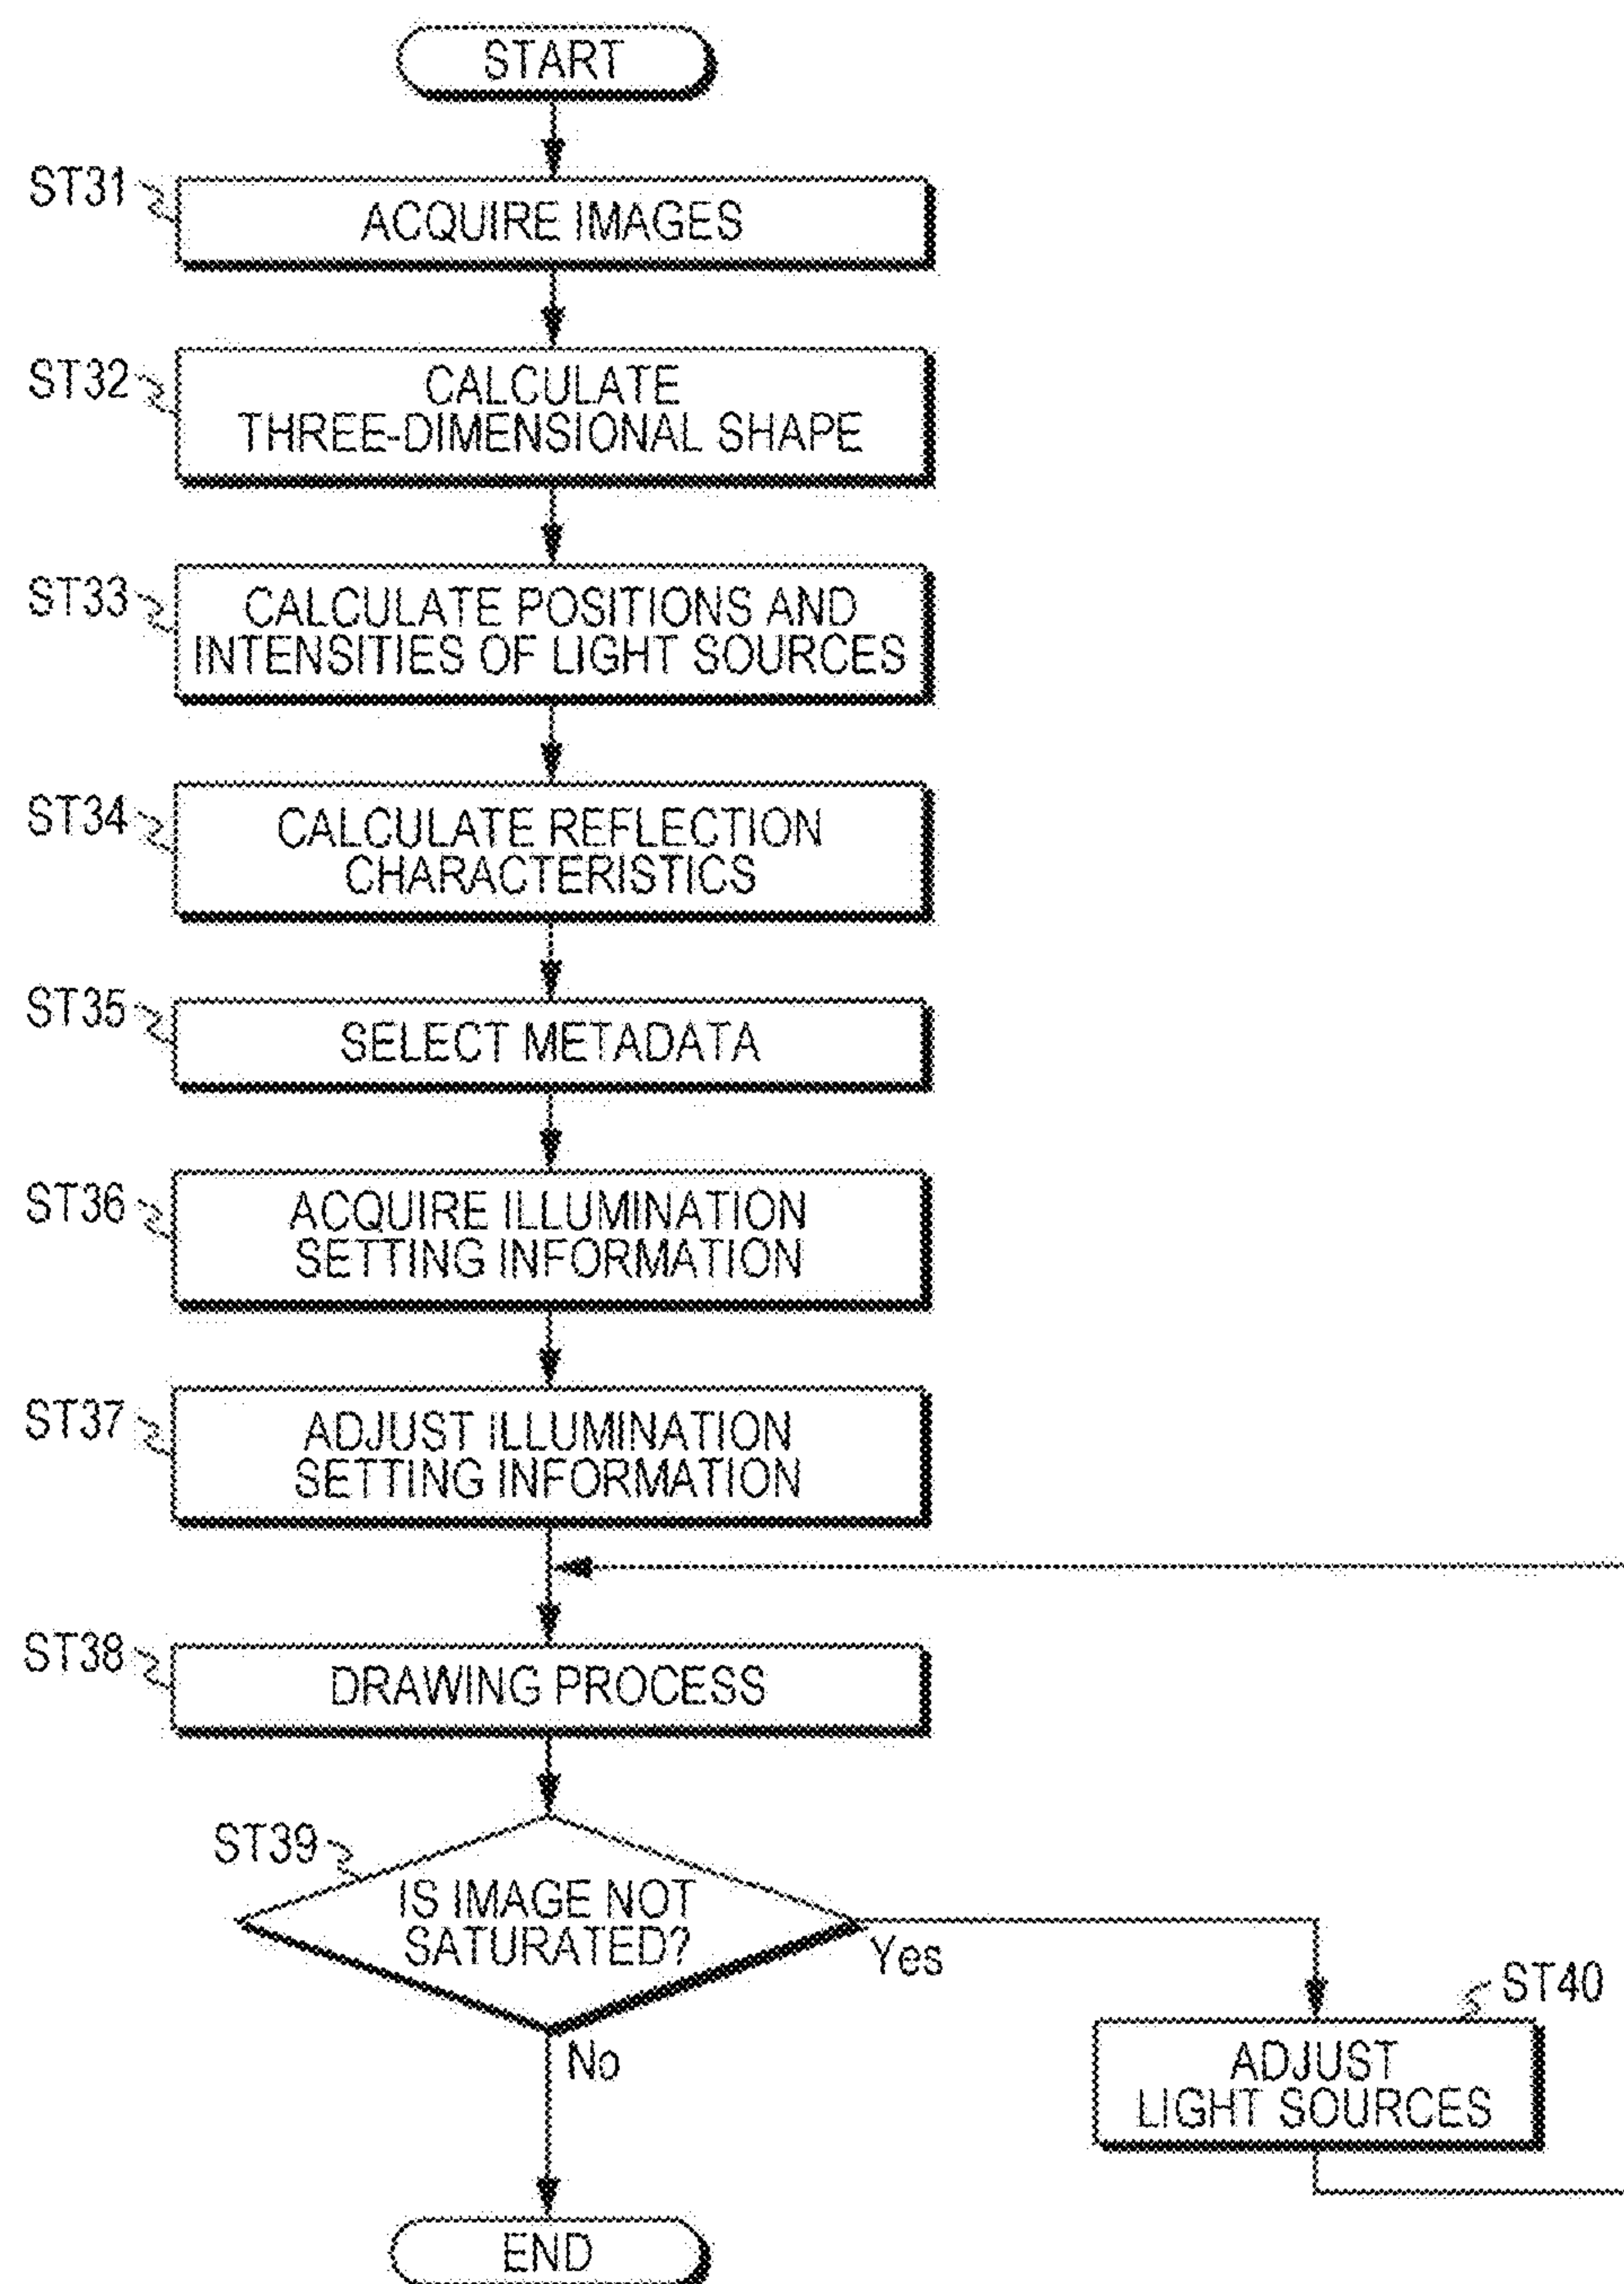 START
ST31
ACQUIRE IMAGES
ST32
CALCULATE
THREE-DIMENSIONAL SHAPE
ST33
CALCULATE POSITIONS AND
INTENSITIES OF LIGHT SOURCES
ST34
CALCULATE REFLECTION
CHARACTERISTICS
ST35
SELECT METADATA
ST36
ACQUIRE ILLUMINATION
SETTING INFORMATION
ST37
ADJUST ILLUMINATION
SETTING INFORMATION
ST38
DRAWING PROCESS
ST39
IS IMAGE NOT
SATURATED?
Yes
No
ST40
ADJUST
LIGHT SOURCES
END